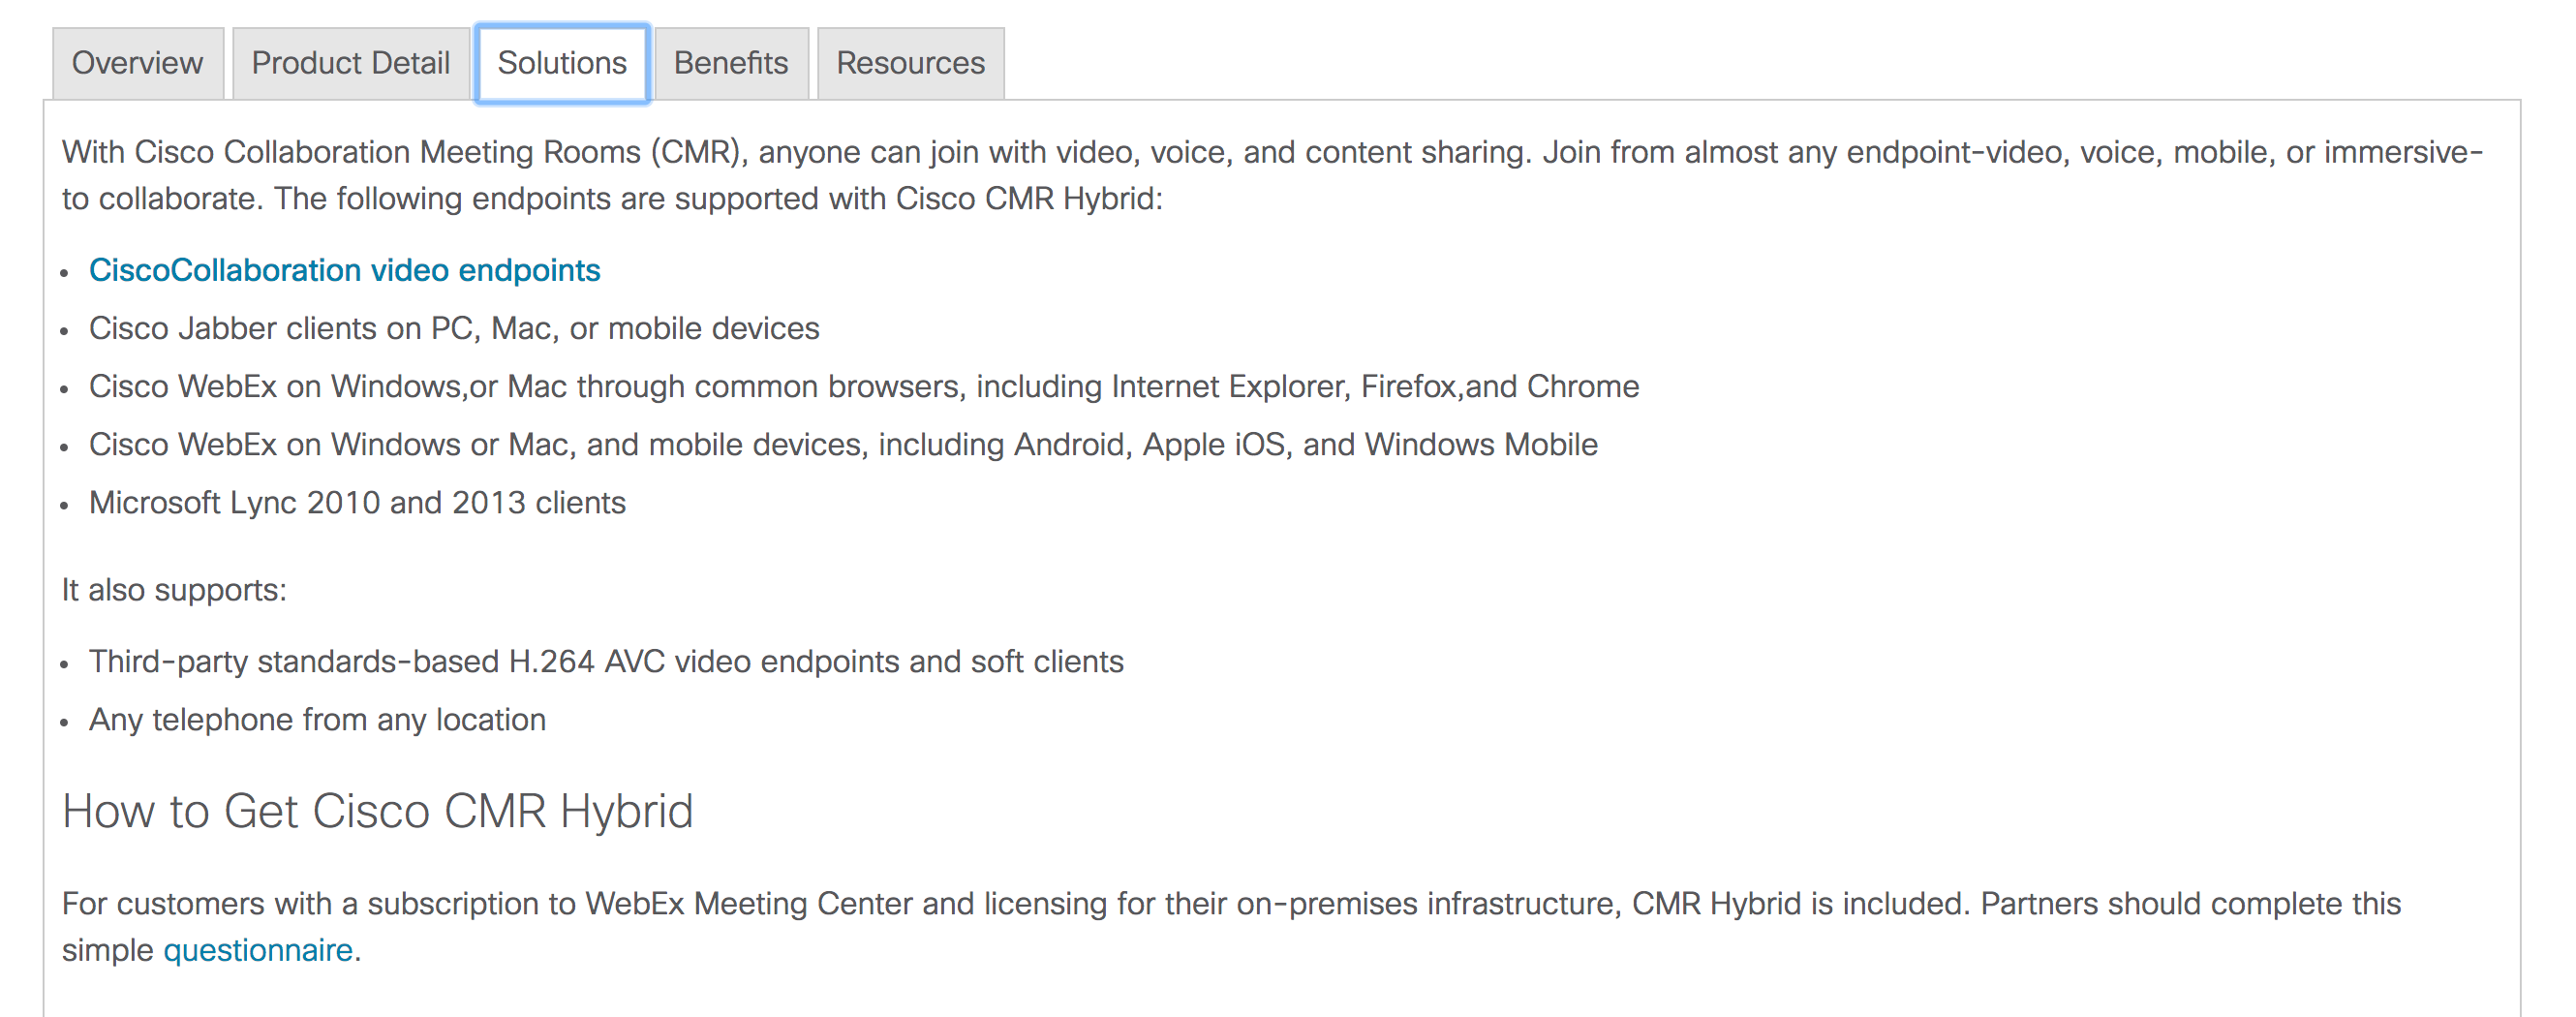 Overview Product Detail Solutions Benefits Resources
With Cisco Collaboration Meeting Rooms (CMR), anyone can join with video, voice, and content sharing. Join from almost any endpoint-video, voice, mobile, or immersive-
to collaborate. The following endpoints are supported with Cisco CMR Hybrid:
• CiscoCollaboration video endpoints
• Cisco Jabber clients on PC, Mac, or mobile devices
• Cisco WebEx on Windows,or Mac through common browsers, including Internet Explorer, Firefox,and Chrome
• Cisco WebEx on Windows or Mac, and mobile devices, including Android, Apple iOS, and Windows Mobile
• Microsoft Lync 2010 and 2013 clients
It also supports:
• Third-party standards-based H.264 AVC video endpoints and soft clients
• Any telephone from any location
How to Get Cisco CMR Hybrid
For customers with a subscription to WebEx Meeting Center and licensing for their on-premises infrastructure, CMR Hybrid is included. Partners should complete this
simple questionnaire.